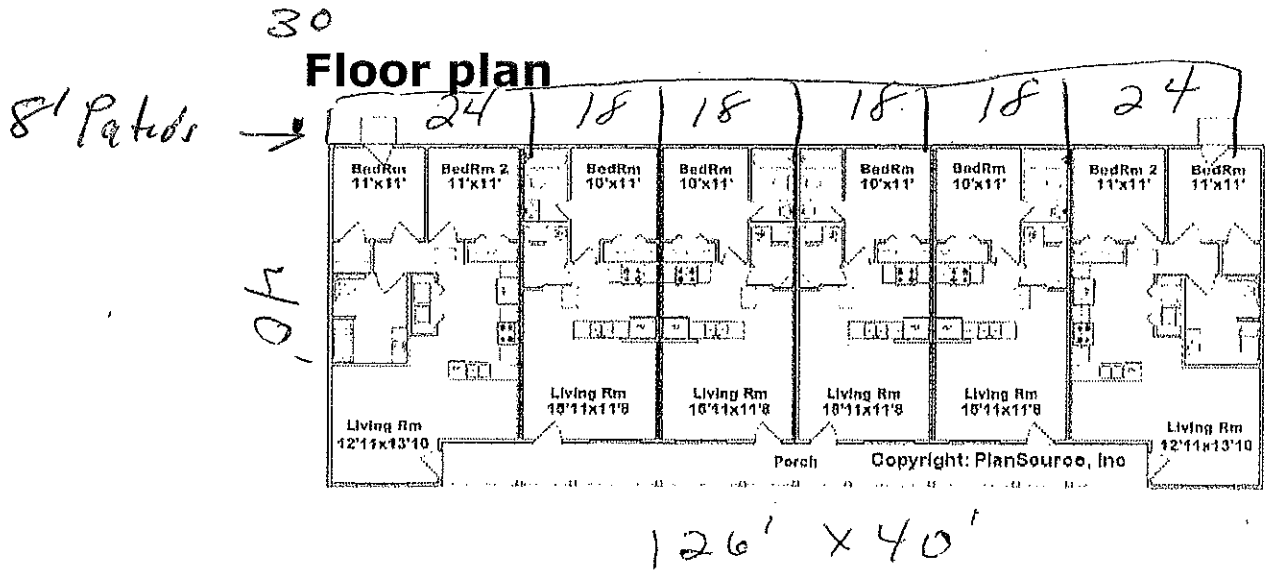 30
Floor plan
8' Patio's → 24 18 18 18 18 24
BedRm BedRm 2 BedRm BedRm BedRm BedRm BedRm 2 BedRm
11'x11' 11'x11' 10'x11' 10'x11' 10'x11' 10'x11' 11'x11' 11'x11'
40'
Living Rm Living Rm Living Rm Living Rm
15'11x11'8 15'11x11'8 15'11x11'8 15'11x11'8
Living Rm Living Rm
12'11x13'10 12'11x13'10
Porch Copyright: PlanSource, Inc
126' x 40'